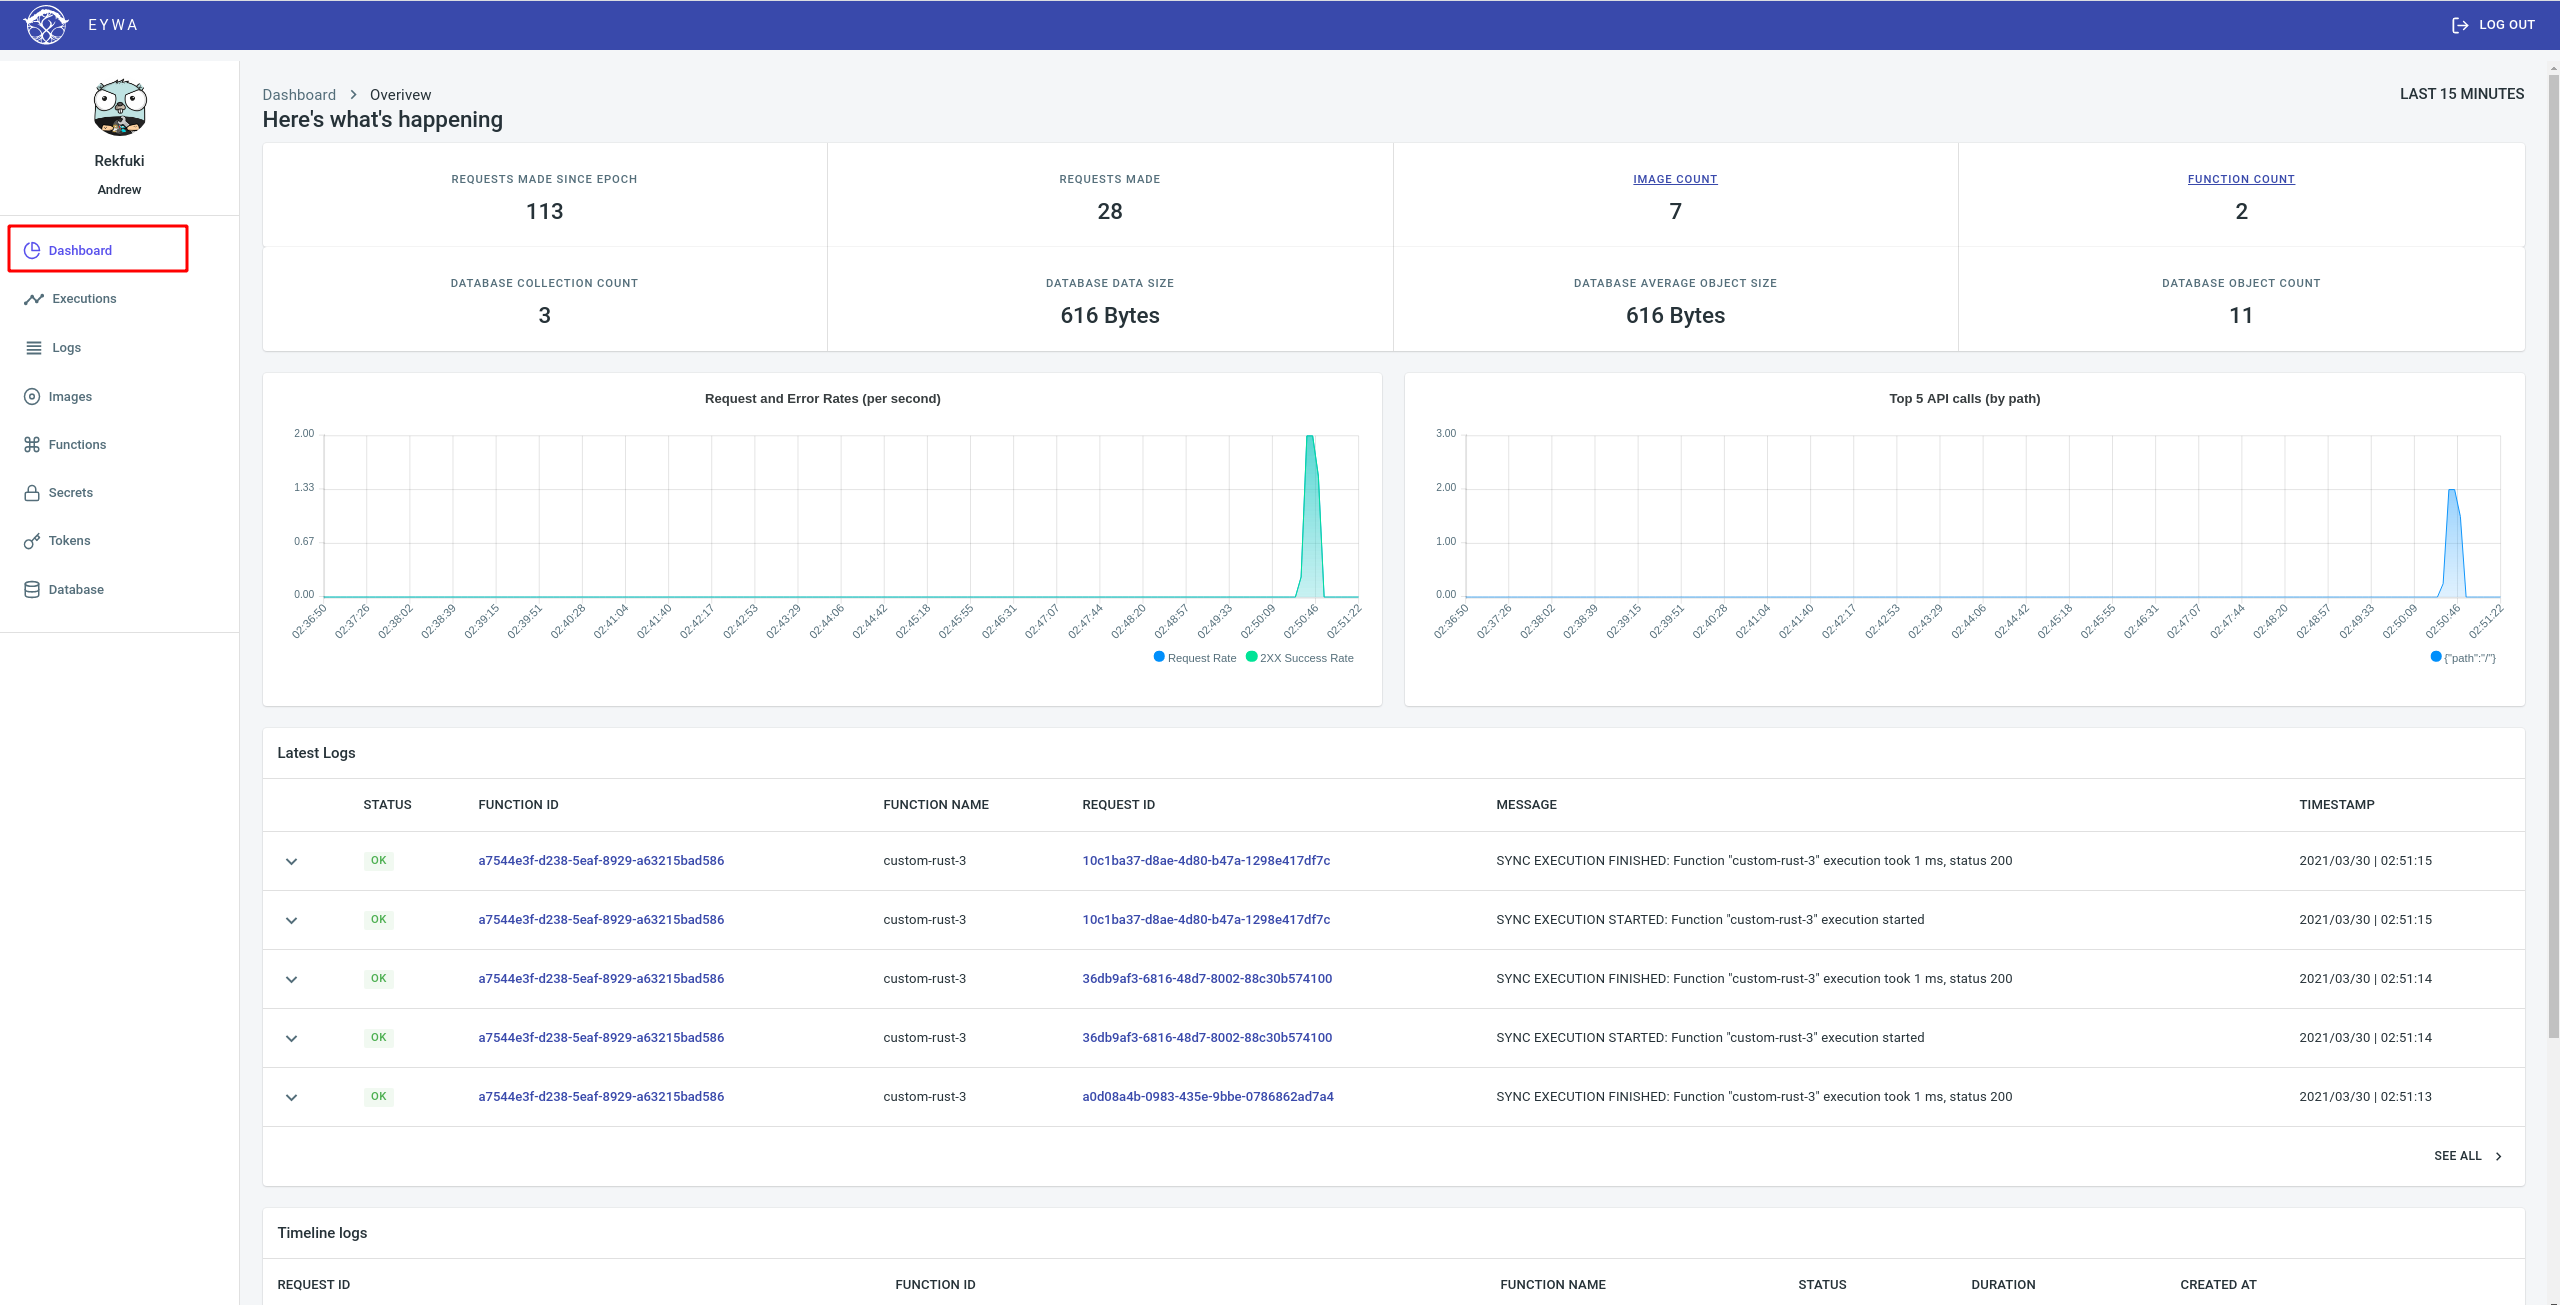 EYWA
LOG OUT
Rekfuki
Andrew
Dashboard
Executions
Logs
Images
Functions
Secrets
Tokens
Database
Dashboard > Overivew
LAST 15 MINUTES
Here's what's happening
REQUESTS MADE SINCE EPOCH
113
REQUESTS MADE
28
IMAGE COUNT
7
FUNCTION COUNT
2
DATABASE COLLECTION COUNT
3
DATABASE DATA SIZE
616 Bytes
DATABASE AVERAGE OBJECT SIZE
616 Bytes
DATABASE OBJECT COUNT
11
Request and Error Rates (per second)
2.00
1.33
0.67
0.00
02:36:50 02:37:26 02:38:02 02:38:39 02:39:15 02:39:51 02:40:28 02:41:04 02:41:40 02:42:17 02:42:53 02:43:29 02:44:06 02:44:42 02:45:18 02:45:55 02:46:31 02:47:07 02:47:44 02:48:20 02:48:57 02:49:33 02:50:09 02:50:46 02:51:22
Request Rate 2XX Success Rate
Top 5 API calls (by path)
3.00
2.00
1.00
0.00
02:36:50 02:37:26 02:38:02 02:38:39 02:39:15 02:39:51 02:40:28 02:41:04 02:41:40 02:42:17 02:42:53 02:43:29 02:44:06 02:44:42 02:45:18 02:45:55 02:46:31 02:47:07 02:47:44 02:48:20 02:48:57 02:49:33 02:50:09 02:50:46 02:51:22
{"path":"/"}
Latest Logs
STATUS FUNCTION ID FUNCTION NAME REQUEST ID MESSAGE TIMESTAMP
OK a7544e3f-d238-5eaf-8929-a63215bad586 custom-rust-3 10c1ba37-d8ae-4d80-b47a-1298e417df7c SYNC EXECUTION FINISHED: Function "custom-rust-3" execution took 1 ms, status 200 2021/03/30 | 02:51:15
OK a7544e3f-d238-5eaf-8929-a63215bad586 custom-rust-3 10c1ba37-d8ae-4d80-b47a-1298e417df7c SYNC EXECUTION STARTED: Function "custom-rust-3" execution started 2021/03/30 | 02:51:15
OK a7544e3f-d238-5eaf-8929-a63215bad586 custom-rust-3 36db9af3-6816-48d7-8002-88c30b574100 SYNC EXECUTION FINISHED: Function "custom-rust-3" execution took 1 ms, status 200 2021/03/30 | 02:51:14
OK a7544e3f-d238-5eaf-8929-a63215bad586 custom-rust-3 36db9af3-6816-48d7-8002-88c30b574100 SYNC EXECUTION STARTED: Function "custom-rust-3" execution started 2021/03/30 | 02:51:14
OK a7544e3f-d238-5eaf-8929-a63215bad586 custom-rust-3 a0d08a4b-0983-435e-9bbe-0786862ad7a4 SYNC EXECUTION FINISHED: Function "custom-rust-3" execution took 1 ms, status 200 2021/03/30 | 02:51:13
SEE ALL
Timeline logs
REQUEST ID FUNCTION ID FUNCTION NAME STATUS DURATION CREATED AT